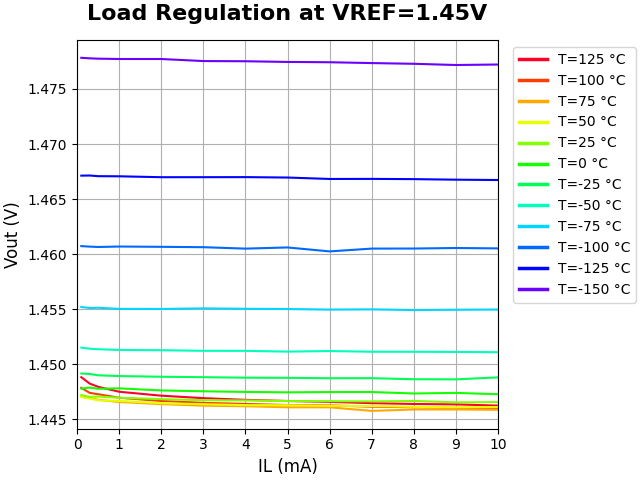 Load Regulation at VREF=1.45V
Vout (V)
1.475
1.470
1.465
1.460
1.455
1.450
1.445
0 1 2 3 4 5 6 7 8 9 10
IL (mA)
T=125 °C
T=100 °C
T=75 °C
T=50 °C
T=25 °C
T=0 °C
T=-25 °C
T=-50 °C
T=-75 °C
T=-100 °C
T=-125 °C
T=-150 °C